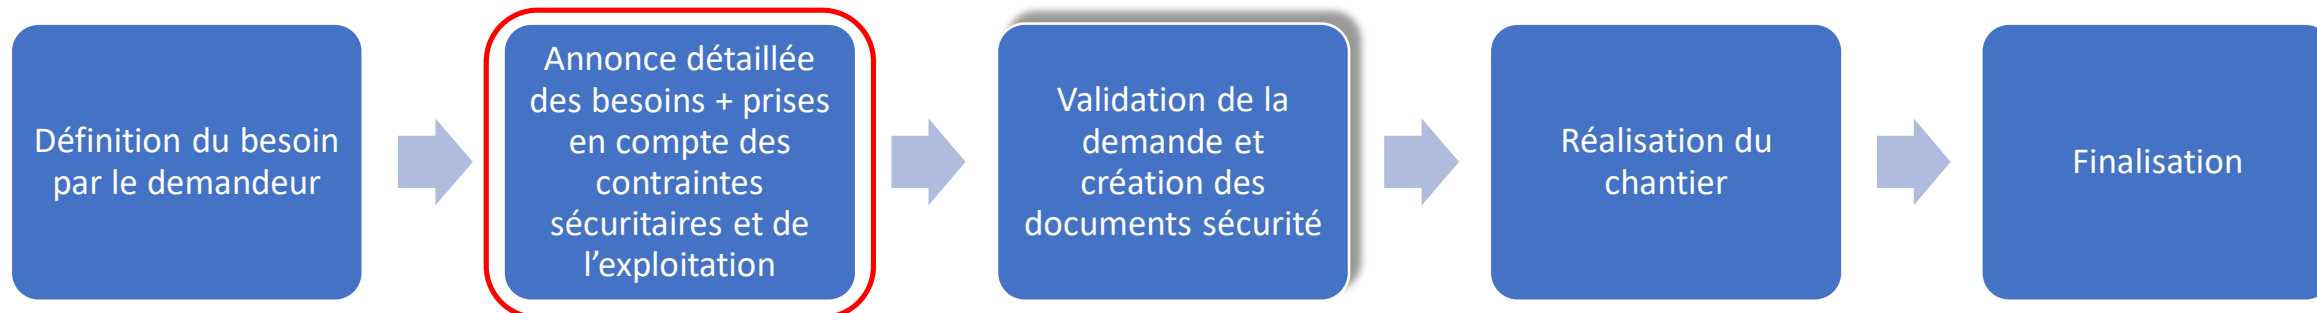 Définition du besoin
par le demandeur
Annonce détaillée
des besoins + prises
en compte des
contraintes
sécuritaires et de
l’exploitation
Validation de la
demande et
création des
documents sécurité
Réalisation du
chantier
Finalisation